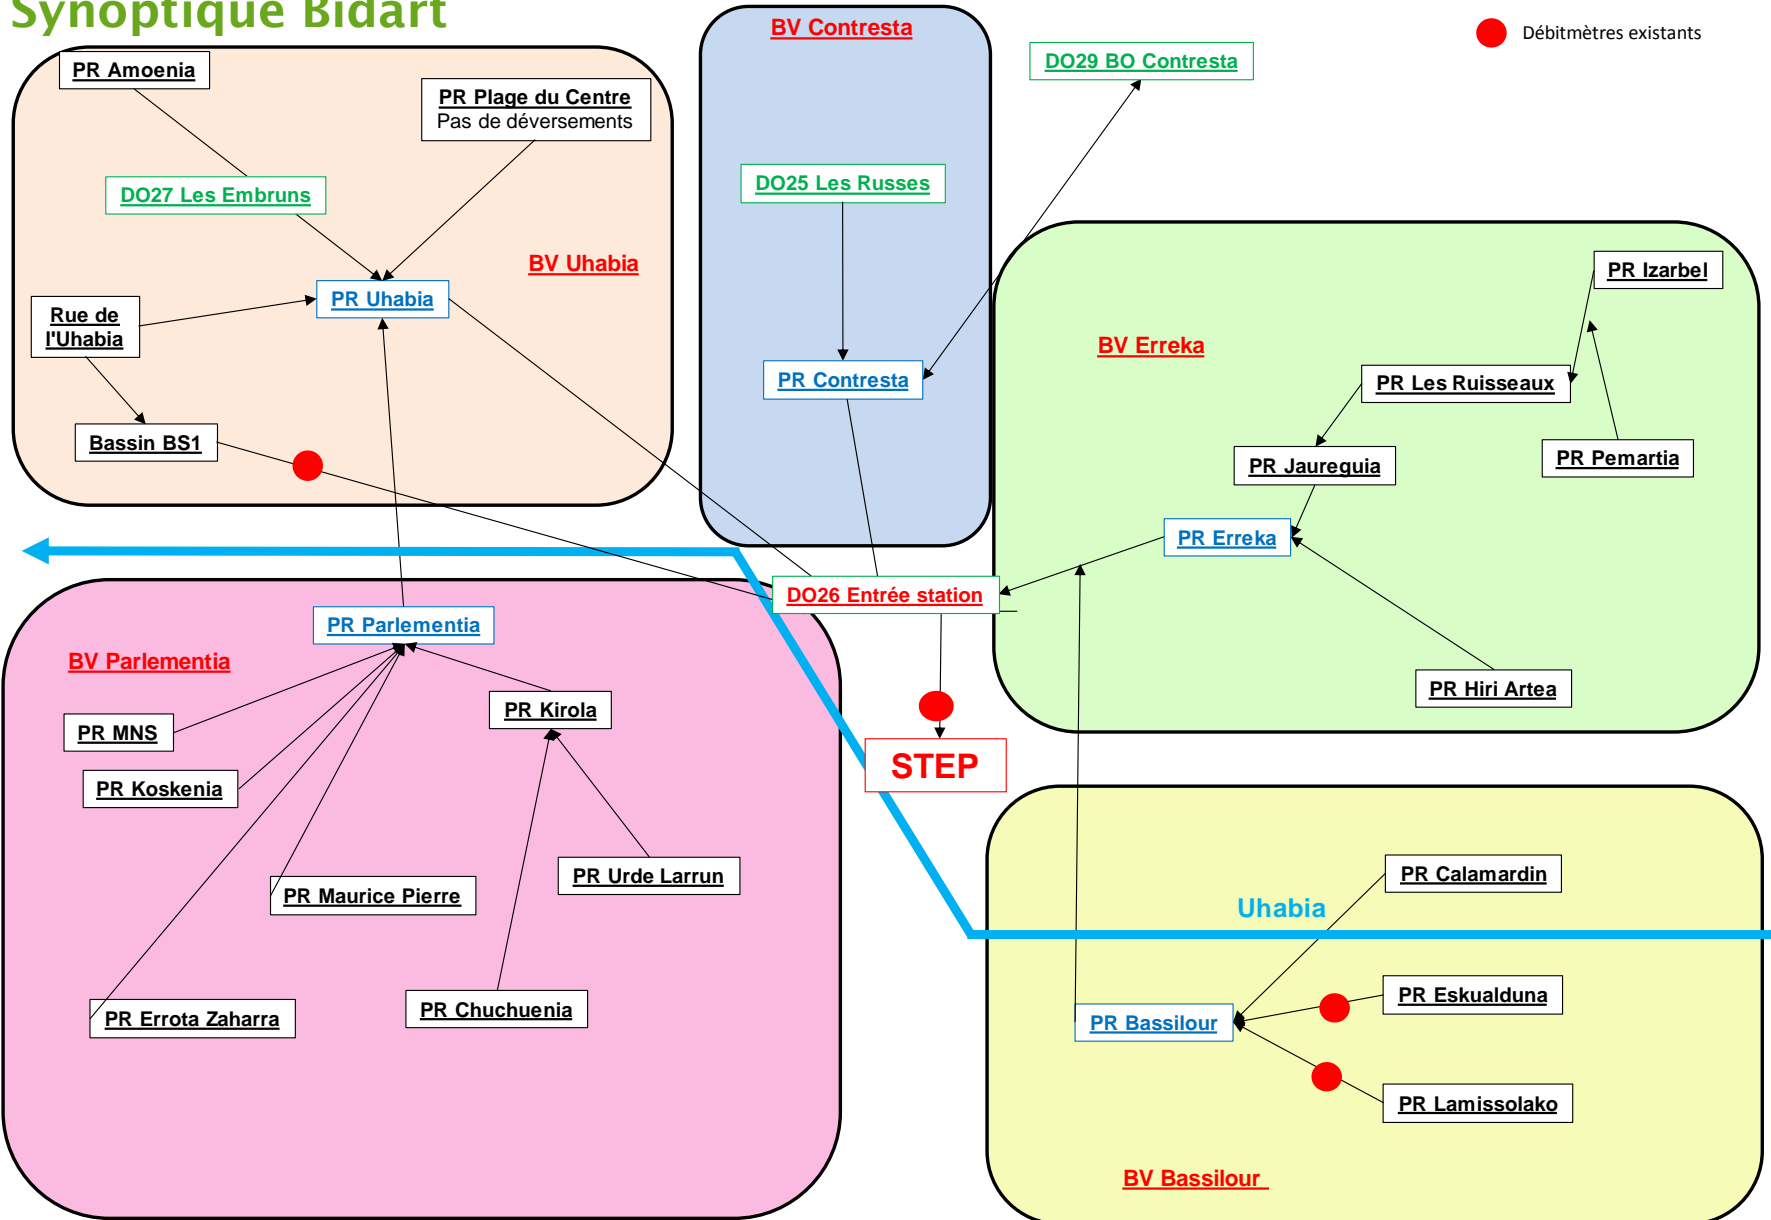 Synoptique Bidart
BV Contresta
Débitmètres existants
DO29 BO Contresta
PR Amoenia
PR Plage du Centre
Pas de déversements
DO27 Les Embruns
DO25 Les Russes
BV Uhabia
PR Izarbel
PR Uhabia
Rue de
l'Uhabia
BV Erreka
PR Contresta
PR Les Ruisseaux
Bassin BS1
PR Jaureguia
PR Pemartia
PR Erreka
DO26 Entrée station
PR Parlementia
BV Parlementia
PR Hiri Artea
PR Kirola
PR MNS
STEP
PR Koskenia
PR Urde Larrun
PR Calamardin
PR Maurice Pierre
Uhabia
PR Eskualduna
PR Chuchuenia
PR Errota Zaharra
PR Bassilour
PR Lamissolako
BV Bassilour